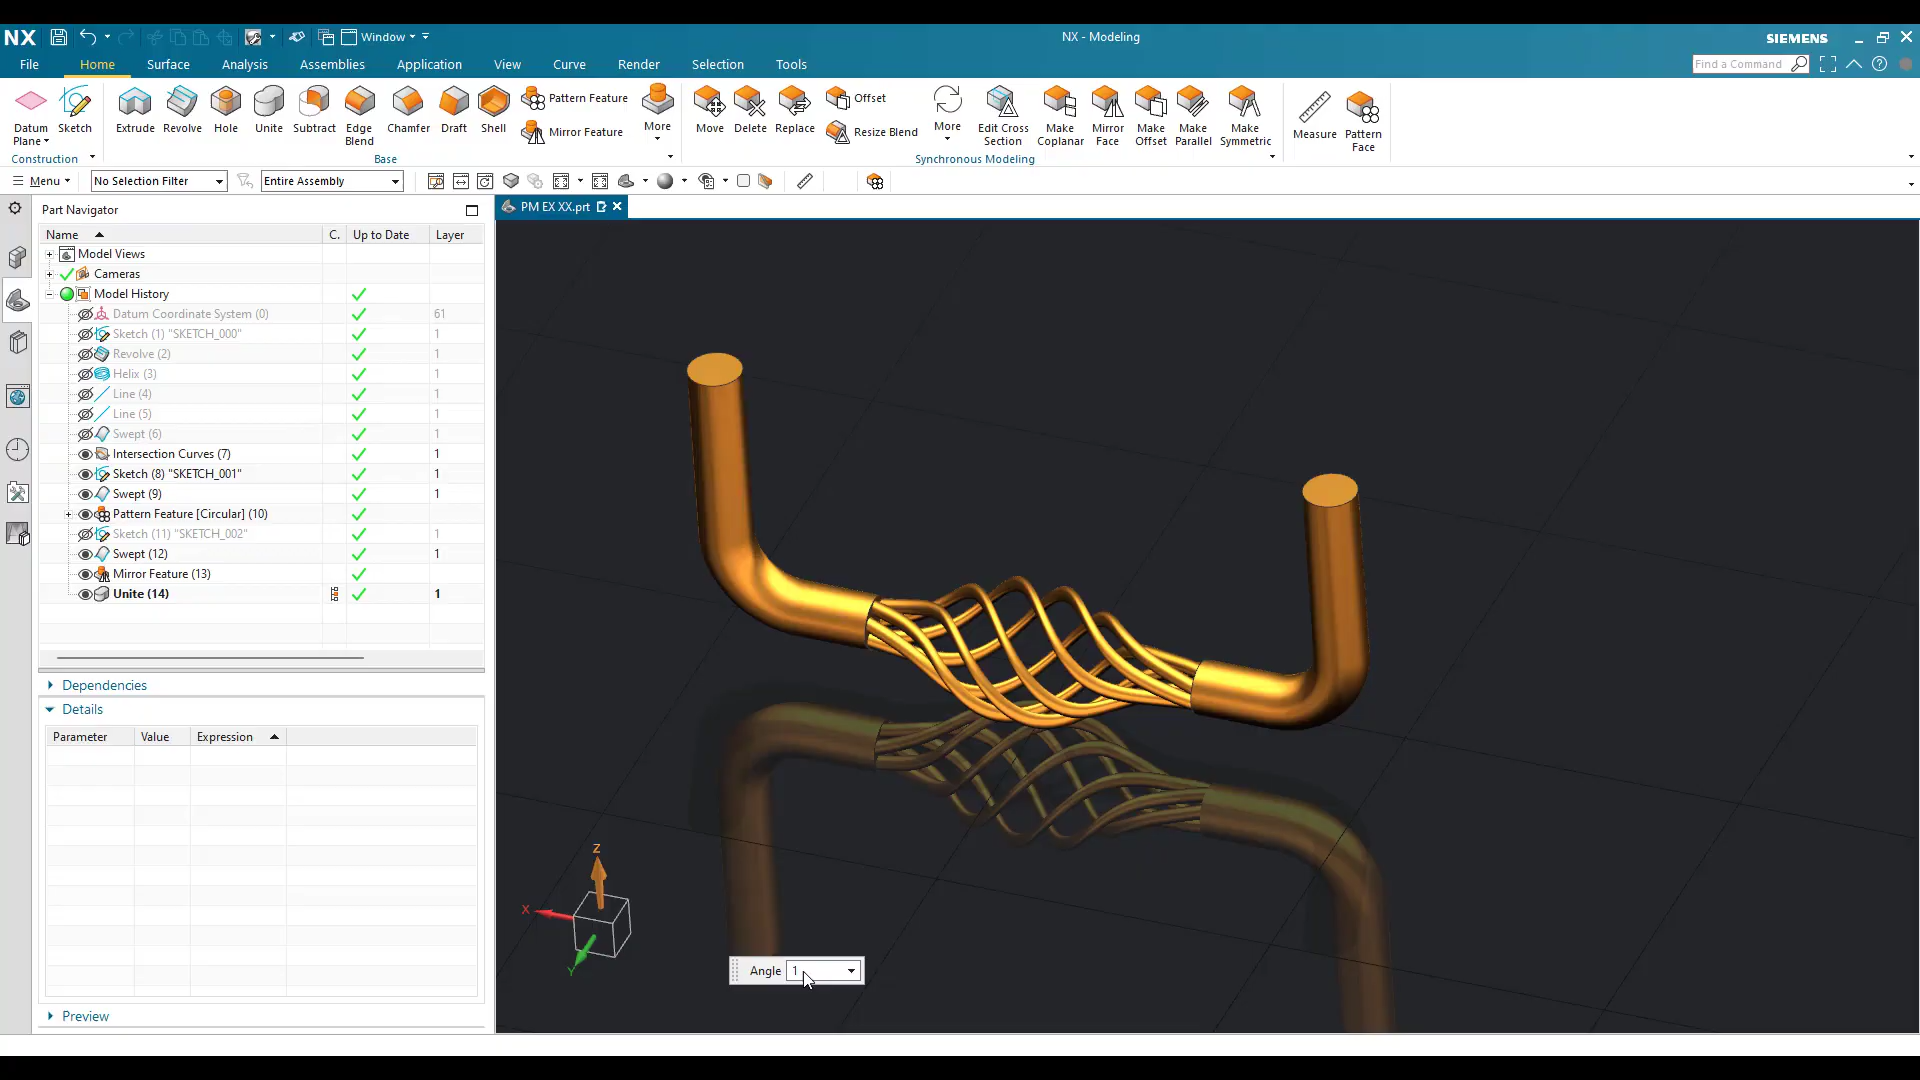 NX
Window
NX - Modeling
SIEMENS
File
Home
Surface
Analysis
Assemblies
Application
View
Curve
Render
Selection
Tools
Find a Command
Datum Plane
Sketch
Extrude
Revolve
Hole
Unite
Subtract
Edge Blend
Chamfer
Draft
Shell
Pattern Feature
Mirror Feature
More
Move
Delete
Replace
Offset
Resize Blend
More
Edit Cross Section
Make Coplanar
Mirror Face
Make Offset
Make Parallel
Make Symmetric
Measure
Pattern Face
Construction
Base
Synchronous Modeling
Menu
No Selection Filter
Entire Assembly
Part Navigator
PM EX XX.prt
Name C. Up to Date Layer
Model Views
Cameras
Model History
Datum Coordinate System (0) 61
Sketch (1) "SKETCH_000" 1
Revolve (2) 1
Helix (3) 1
Line (4) 1
Line (5) 1
Swept (6) 1
Intersection Curves (7) 1
Sketch (8) "SKETCH_001" 1
Swept (9) 1
Pattern Feature [Circular] (10)
Sketch (11) "SKETCH_002" 1
Swept (12) 1
Mirror Feature (13)
Unite (14) 1
Dependencies
Details
Parameter Value Expression
Preview
Z
X
Y
Angle 1